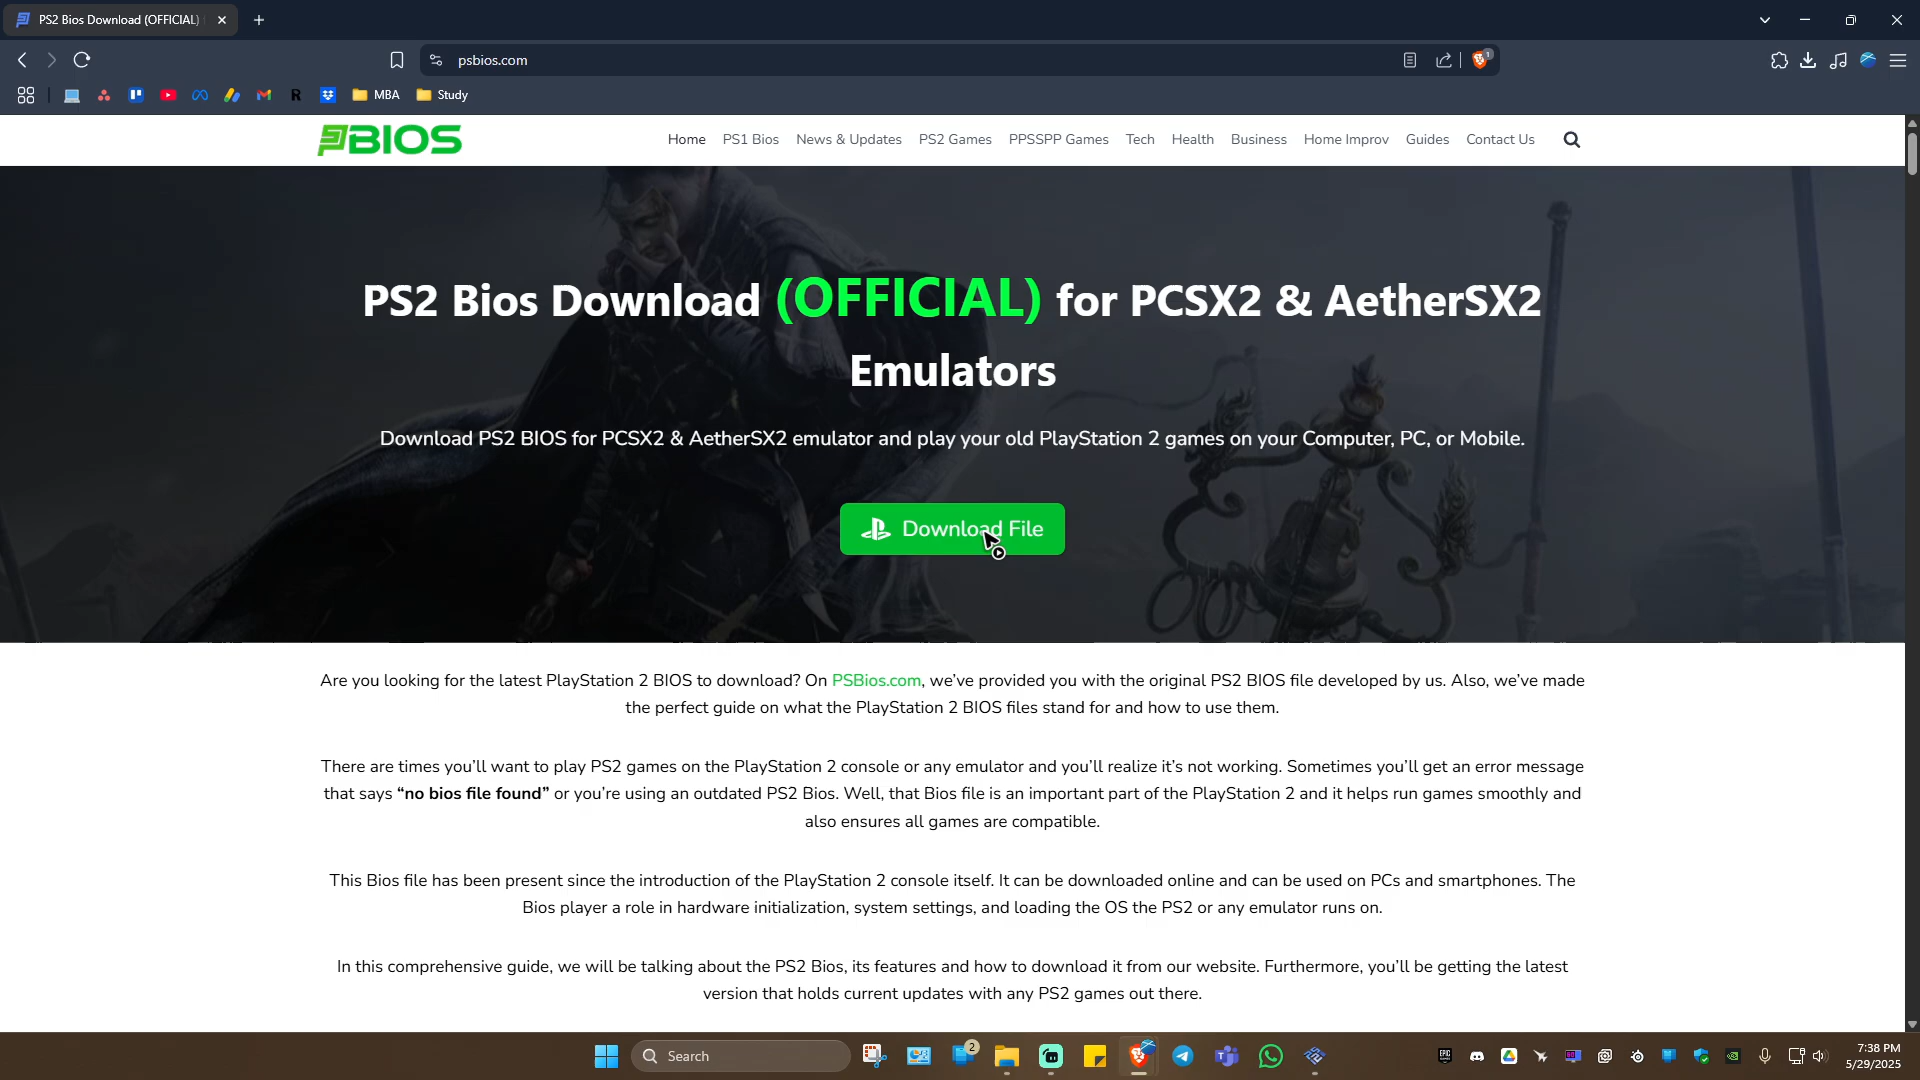 PS2 Bios Download (OFFICIAL)
psbios.com
1
MBA
Study
PBIOS
Home
PS1 Bios
News & Updates
PS2 Games
PPSSPP Games
Tech
Health
Business
Home Improv
Guides
Contact Us
PS2 Bios Download (OFFICIAL) for PCSX2 & AetherSX2
Emulators
Download PS2 BIOS for PCSX2 & AetherSX2 emulator and play your old PlayStation 2 games on your Computer, PC, or Mobile.
Download File
Are you looking for the latest PlayStation 2 BIOS to download? On PSBios.com, we’ve provided you with the original PS2 BIOS file developed by us. Also, we’ve made
the perfect guide on what the PlayStation 2 BIOS files stand for and how to use them.
There are times you’ll want to play PS2 games on the PlayStation 2 console or any emulator and you’ll realize it’s not working. Sometimes you’ll get an error message
that says “no bios file found” or you’re using an outdated PS2 Bios. Well, that Bios file is an important part of the PlayStation 2 and it helps run games smoothly and
also ensures all games are compatible.
This Bios file has been present since the introduction of the PlayStation 2 console itself. It can be downloaded online and can be used on PCs and smartphones. The
Bios player a role in hardware initialization, system settings, and loading the OS the PS2 or any emulator runs on.
In this comprehensive guide, we will be talking about the PS2 Bios, its features and how to download it from our website. Furthermore, you’ll be getting the latest
version that holds current updates with any PS2 games out there.
Search
2
7:38 PM
5/29/2025